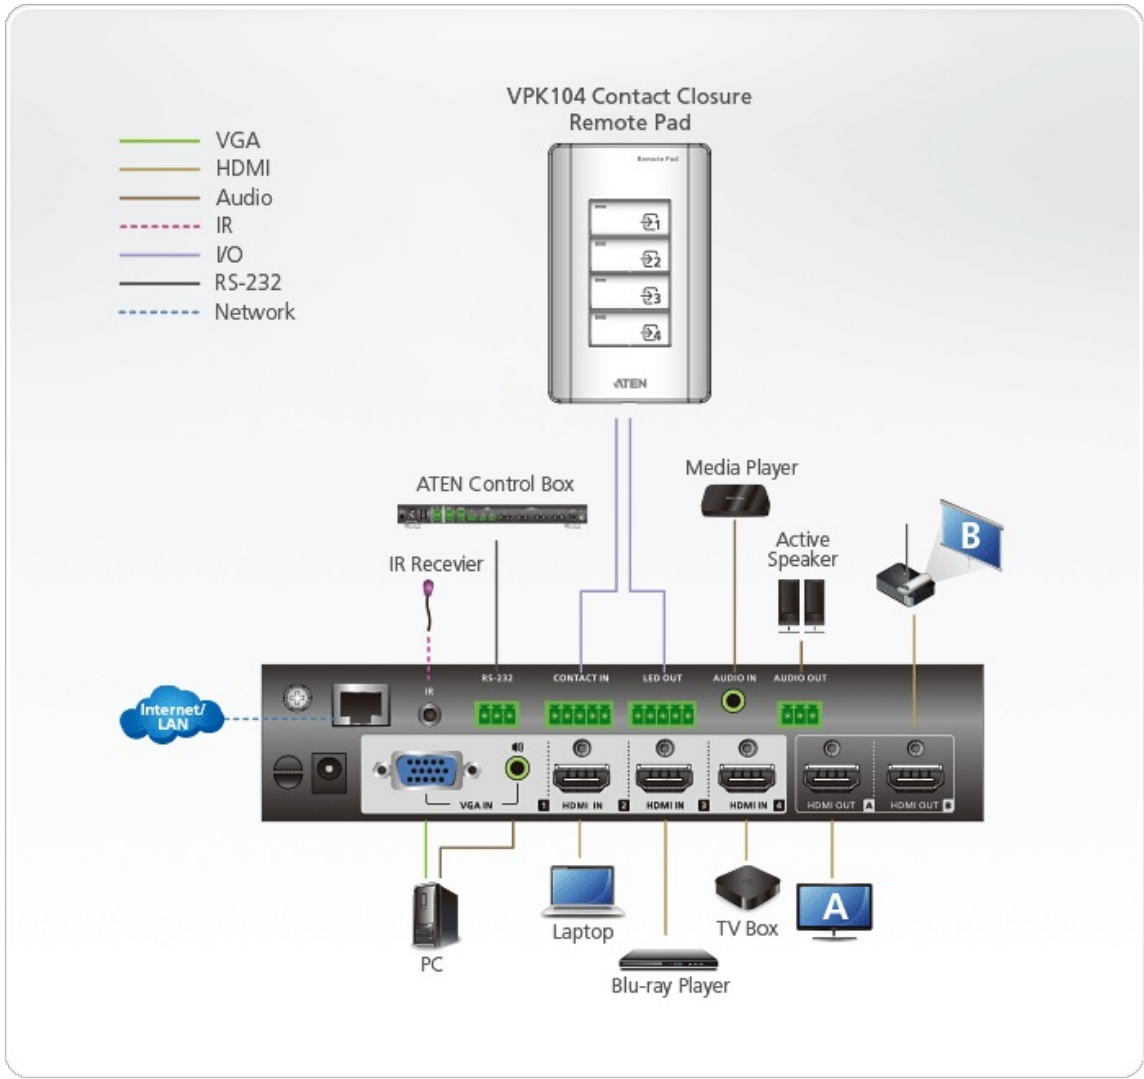 VPK104 Contact Closure
Remote Pad
VGA
HDMI
Audio
IR
I/O
RS-232
Network
Remote Pad
1
2
3
4
ATEN
ATEN Control Box
Media Player
Active
Speaker
B
IR Recevier
Internet/
LAN
IR
RS-232
CONTACT IN
LED OUT
AUDIO IN
AUDIO OUT
VGA IN
1
HDMI IN
2
HDMI IN
3
HDMI IN
4
HDMI OUT
A
HDMI OUT
B
PC
Laptop
Blu-ray Player
TV Box
A